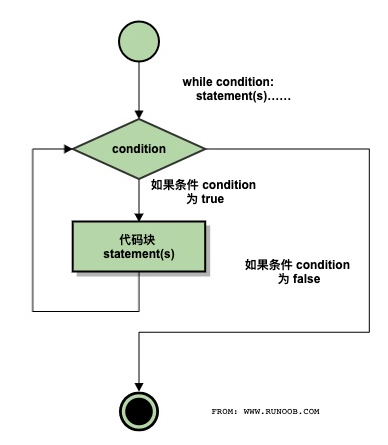 while condition:
statement(s)……
condition
如果条件 condition
为 true
代码块
statement(s)
如果条件 condition
为 false
FROM: WWW.RUNOOB.COM